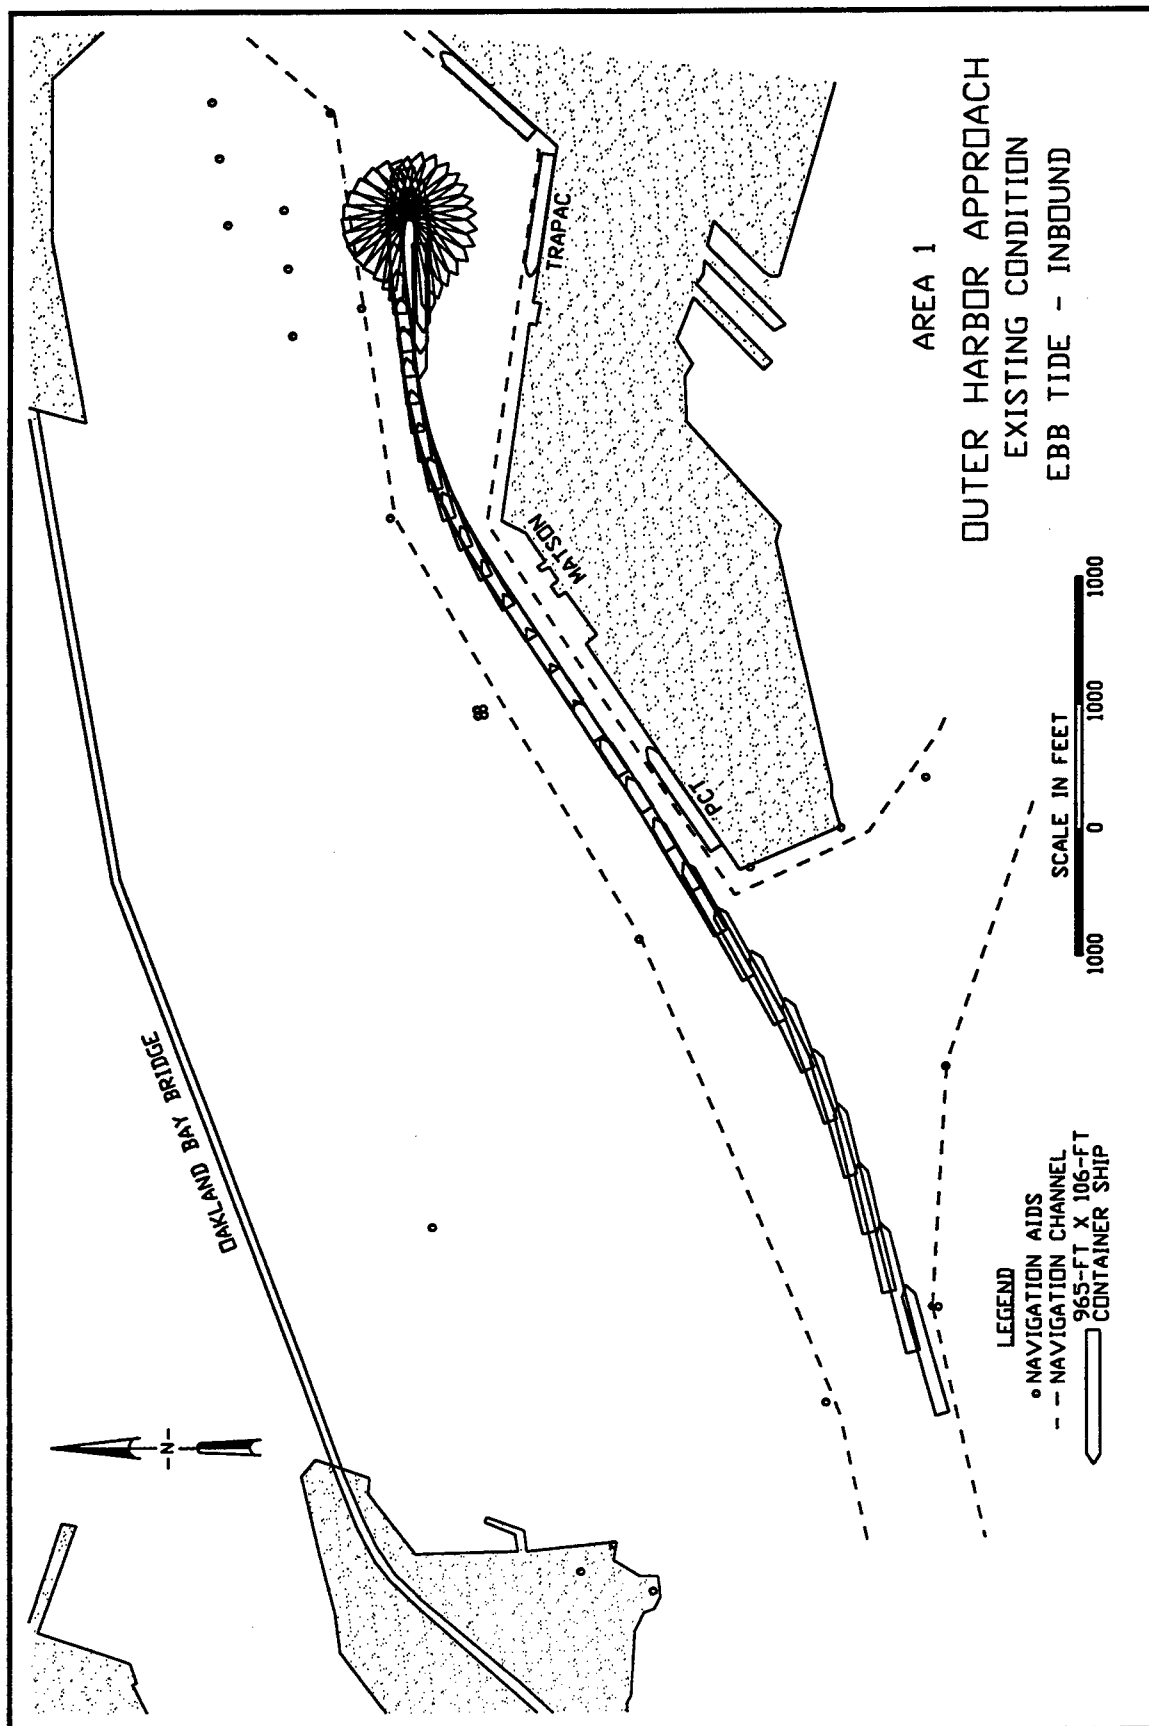 OAKLAND BAY BRIDGE
N
TRAPAC
MATSON
PCT
AREA 1
OUTER HARBOR APPROACH
EXISTING CONDITION
EBB TIDE - INBOUND
LEGEND
NAVIGATION AIDS
NAVIGATION CHANNEL
965-FT X 106-FT
CONTAINER SHIP
SCALE IN FEET
1000 0 1000 1000